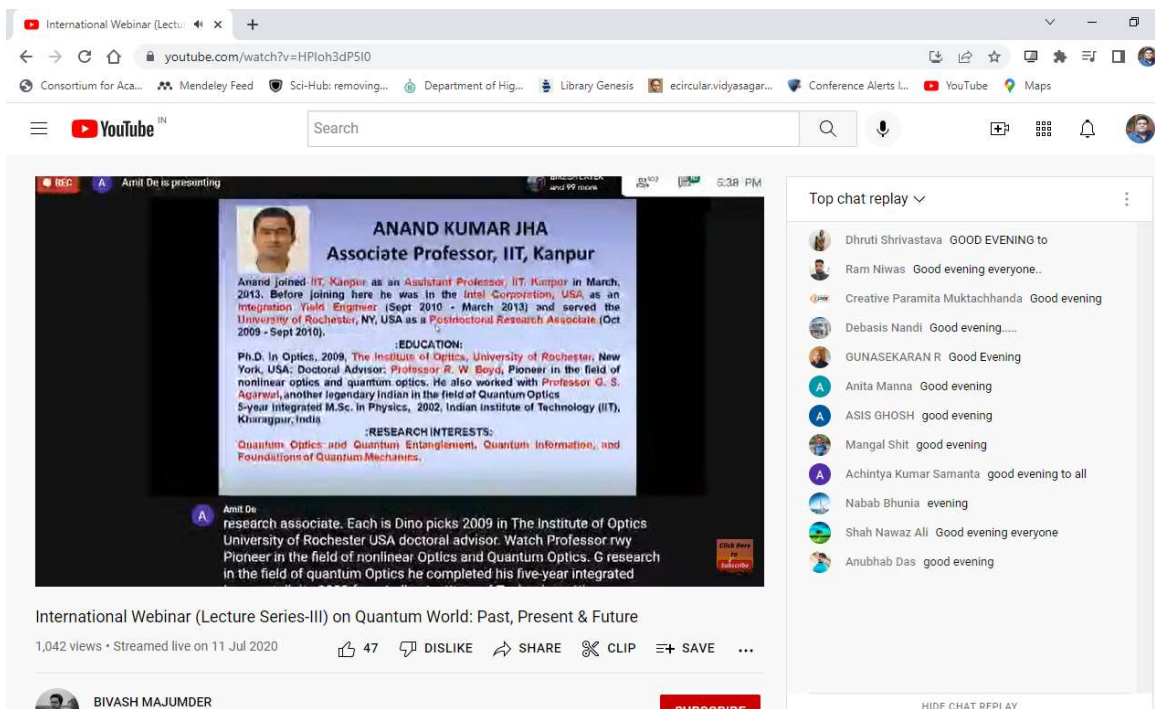 International Webinar (Lectu
youtube.com/watch?v=HPIoh3dP5I0
Consortium for Aca... Mendeley Feed Sci-Hub: removing... Department of Hig... Library Genesis ecircular.vidyasagar... Conference Alerts I... YouTube Maps
YouTube IN
Search
REC A Amit De is presenting and 99 more 5:38 PM
ANAND KUMAR JHA
Associate Professor, IIT, Kanpur
Anand joined IIT, Kanpur as an Assistant Professor, IIT Kanpur in March,
2013. Before joining here he was in the Intel Corporation, USA as an
Integration Yield Engineer (Sept 2010 - March 2013) and served the
University of Rochester, NY, USA as a Postdoctoral Research Associate (Oct
2009 - Sept 2010).
:EDUCATION:
Ph.D. In Optics, 2009, The Institute of Optics, University of Rochester, New
York, USA: Doctoral Advisor: Professor R. W. Boyd, Pioneer in the field of
nonlinear optics and quantum optics. He also worked with Professor G. S.
Agarwal, another legendary Indian in the field of Quantum Optics
5-year Integrated M.Sc. in Physics, 2002, Indian Institute of Technology (IIT),
Kharagpur, India
:RESEARCH INTERESTS:
Quantum Optics and Quantum Entanglement, Quantum Information, and
Foundations of Quantum Mechanics.
A Amit De
research associate. Each is Dino picks 2009 in The Institute of Optics
University of Rochester USA doctoral advisor. Watch Professor rwy
Pioneer in the field of nonlinear Optics and Quantum Optics. G research
in the field of quantum Optics he completed his five-year integrated
Click Here
to
Subscribe
International Webinar (Lecture Series-III) on Quantum World: Past, Present & Future
1,042 views • Streamed live on 11 Jul 2020 47 DISLIKE SHARE CLIP SAVE ...
BIVASH MAJUMDER
SUBSCRIBE
Top chat replay
Dhruti Shrivastava GOOD EVENING to
Ram Niwas Good evening everyone..
Creative Paramita Muktachhanda Good evening
Debasis Nandi Good evening.....
GUNASEKARAN R Good Evening
A Anita Manna Good evening
A ASIS GHOSH good evening
Mangal Shit good evening
A Achintya Kumar Samanta good evening to all
Nabab Bhunia evening
Shah Nawaz Ali Good evening everyone
Anubhab Das good evening
HIDE CHAT REPLAY